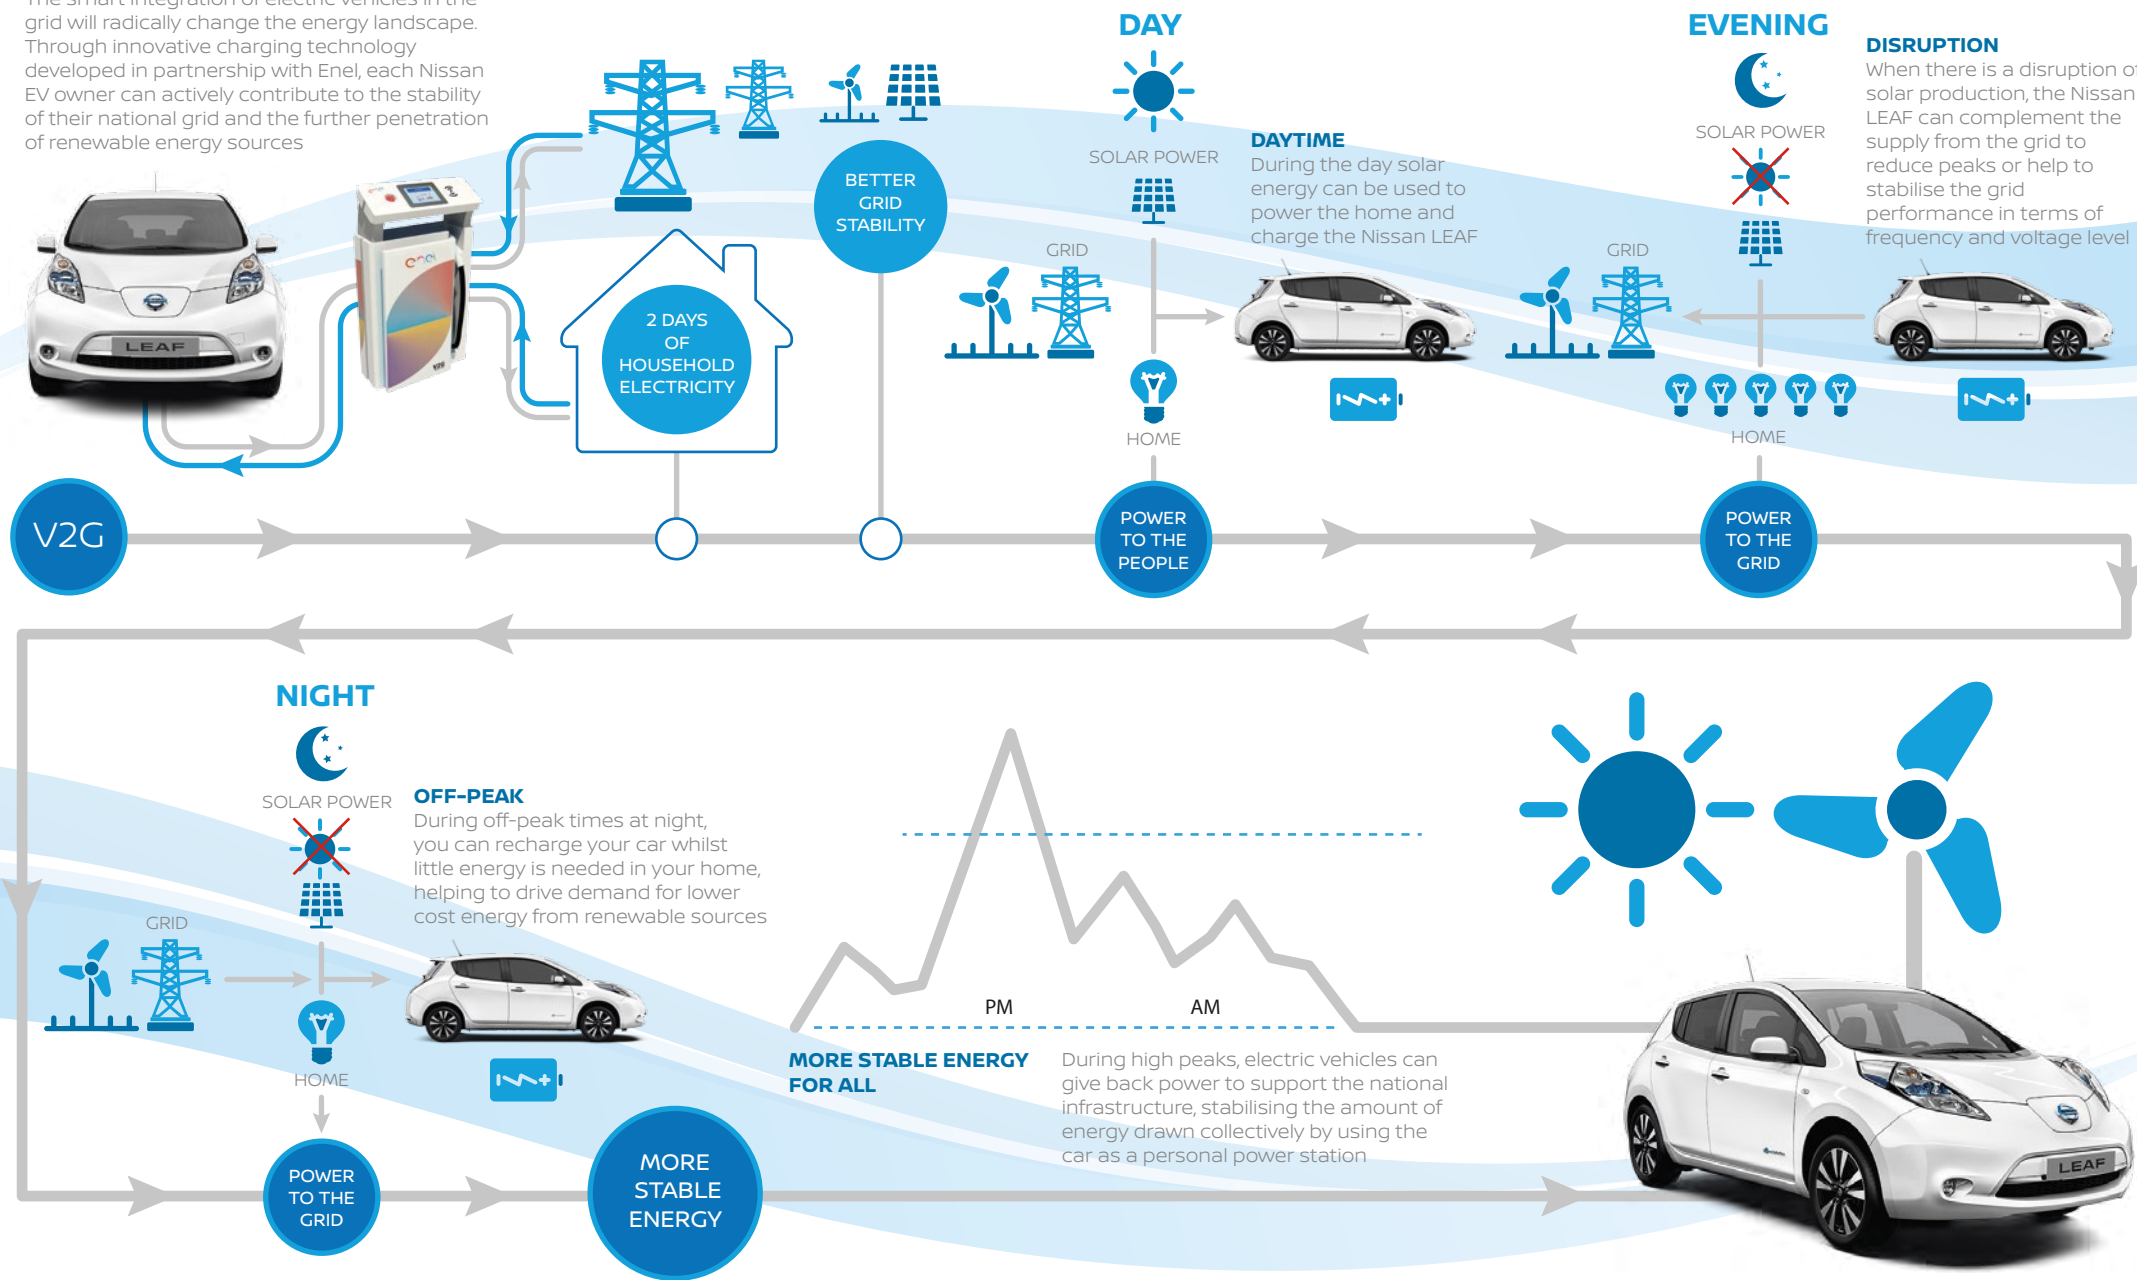 The smart integration of electric vehicles in the
grid will radically change the energy landscape.
Through innovative charging technology
developed in partnership with Enel, each Nissan
EV owner can actively contribute to the stability
of their national grid and the further penetration
of renewable energy sources
enel
LEAF
BETTER
GRID
STABILITY
2 DAYS
OF
HOUSEHOLD
ELECTRICITY
DAY
SOLAR POWER
DAYTIME
During the day solar
energy can be used to
power the home and
charge the Nissan LEAF
GRID
HOME
EVENING
SOLAR POWER
DISRUPTION
When there is a disruption of
solar production, the Nissan
LEAF can complement the
supply from the grid to
reduce peaks or help to
stabilise the grid
performance in terms of
frequency and voltage level
GRID
HOME
V2G
POWER
TO THE
PEOPLE
POWER
TO THE
GRID
NIGHT
SOLAR POWER
OFF-PEAK
During off-peak times at night,
you can recharge your car whilst
little energy is needed in your home,
helping to drive demand for lower
cost energy from renewable sources
GRID
HOME
POWER
TO THE
GRID
MORE
STABLE
ENERGY
PM
AM
MORE STABLE ENERGY
FOR ALL
During high peaks, electric vehicles can
give back power to support the national
infrastructure, stabilising the amount of
energy drawn collectively by using the
car as a personal power station
LEAF